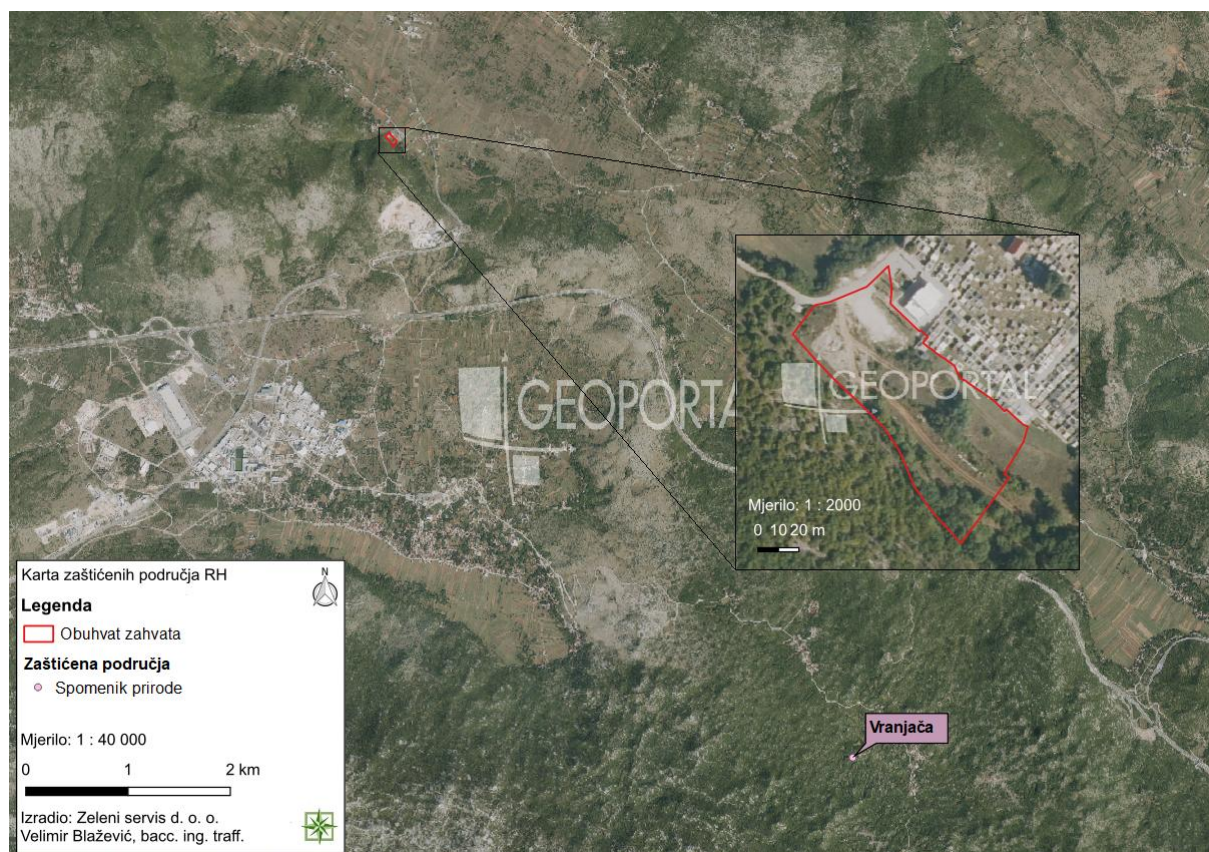 GEOPORTA
GEOPORTAL
Mjerilo: 1 : 2000
0 10 20 m
Vranjača
Karta zaštićenih područja RH
N
Legenda
Obuhvat zahvata
Zaštićena područja
Spomenik prirode
Mjerilo: 1 : 40 000
0 1 2 km
Izradio: Zeleni servis d. o. o.
Velimir Blažević, bacc. ing. traff.